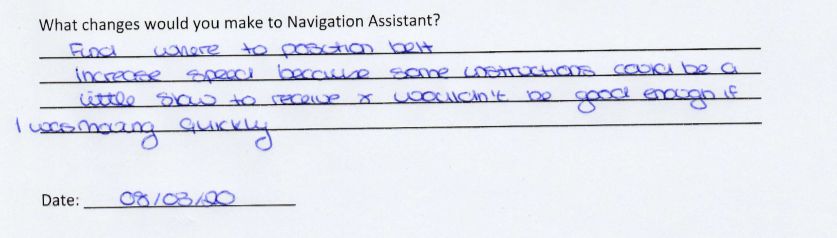 What changes would you make to Navigation Assistant?
Find where to position belt
increase speed because some instructions could be a
little slow to receive & wouldn't be good enough if
I was moving quickly
Date: 08/03/20